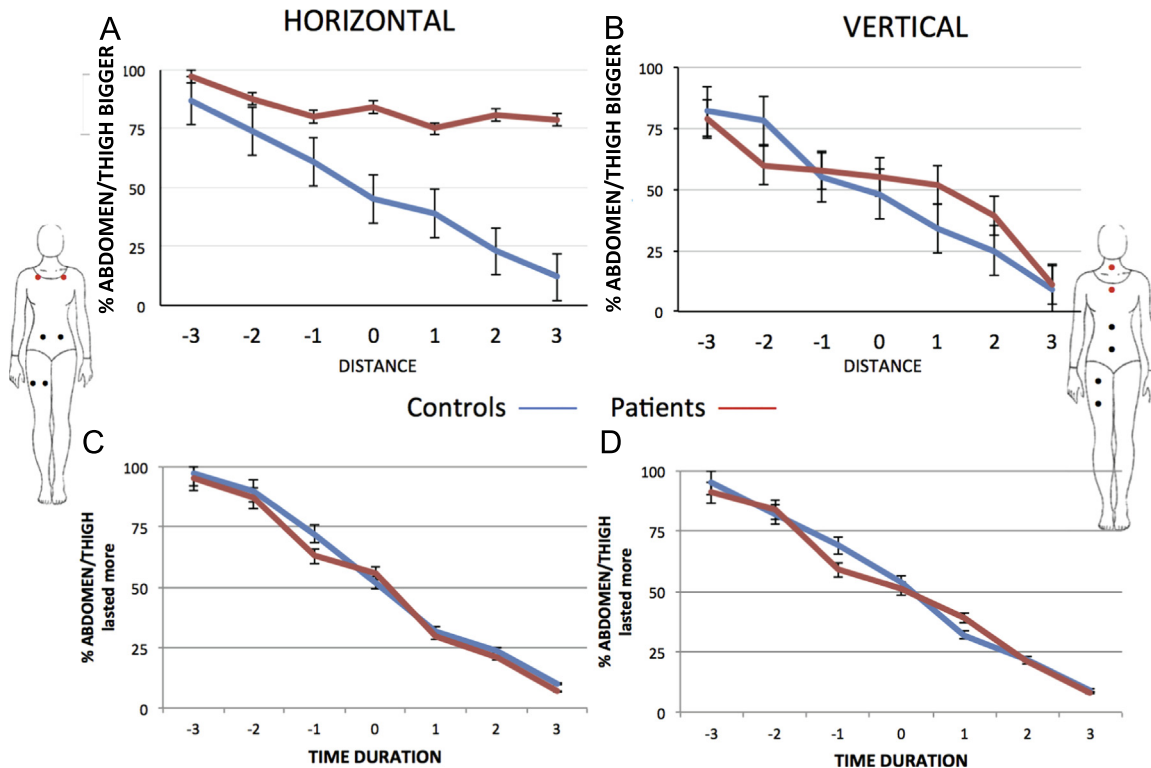 A
HORIZONTAL
% ABDOMEN/THIGH BIGGER
100
75
50
25
0
-3 -2 -1 0 1 2 3
DISTANCE
B
VERTICAL
% ABDOMEN/THIGH BIGGER
100
75
50
25
0
-3 -2 -1 0 1 2 3
DISTANCE
Controls
Patients
C
% ABDOMEN/THIGH
lasted more
100
75
50
25
0
-3 -2 -1 0 1 2 3
TIME DURATION
D
% ABDOMEN/THIGH
lasted more
100
75
50
25
0
-3 -2 -1 0 1 2 3
TIME DURATION